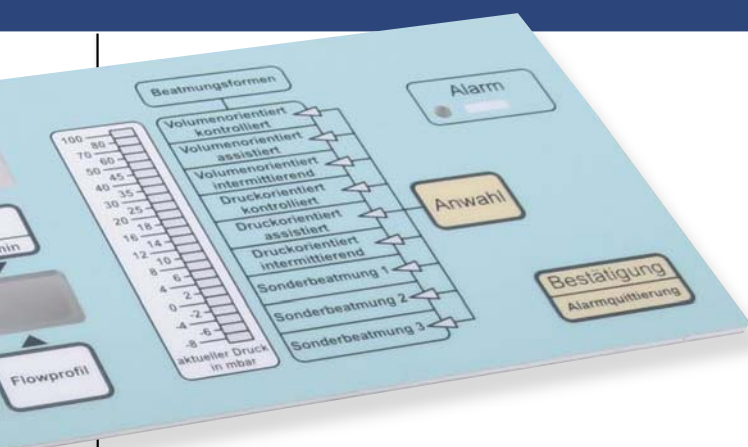 Beatmungsformen
Volumenorientiert
kontrolliert
Volumenorientiert
assistiert
Volumenorientiert
intermittierend
Druckorientiert
kontrolliert
Druckorientiert
assistiert
Druckorientiert
intermittierend
Sonderbeatmung 1
Sonderbeatmung 2
Sonderbeatmung 3
100
80
70
60
50
45
40
35
30
25
20
18
16
14
12
10
8
6
4
2
0
-2
-4
-6
-8
aktueller Druck
in mbar
Alarm
Anwahl
Bestätigung
Alarmquittierung
min
Flowprofil